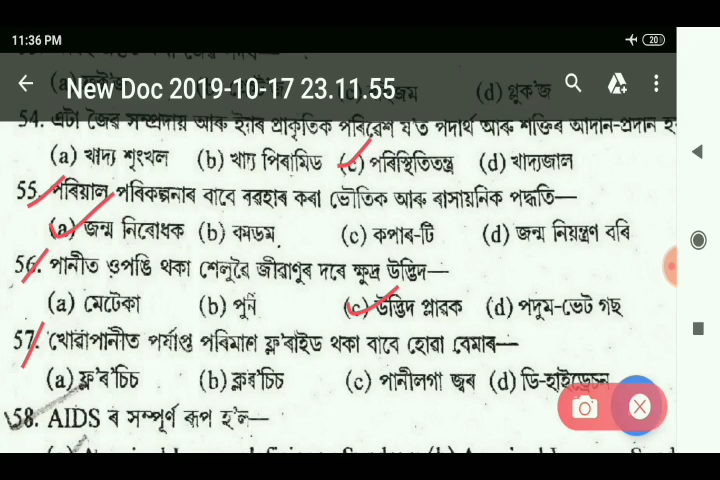 11:36 PM
20
New Doc 2019-10-17 23.11.55
(d) গ্লুক'জ
54. এটা জৈৱ সম্প্ৰদায় আৰু ইয়াৰ প্ৰাকৃতিক পৰিৱেশ য'ত পদাৰ্থ আৰু শক্তিৰ আদান-প্ৰদান হ
(a) খাদ্য শৃংখল (b) খাদ্য পিৰামিড (c) পৰিস্থিতিতন্ত্ৰ (d) খাদ্যজাল
55. পৰিয়াল পৰিকল্পনাৰ বাবে ব্যৱহাৰ কৰা ভৌতিক আৰু ৰাসায়নিক পদ্ধতি—
(a) জন্ম নিৰোধক (b) কণ্ডম (c) কপাৰ-টি (d) জন্ম নিয়ন্ত্ৰণ বৰি
56. পানীত ওপঙি থকা শেলুৱৈ জীৱাণুৰ দৰে ক্ষুদ্ৰ উদ্ভিদ—
(a) মেটেকা (b) পুনি (c) উদ্ভিদ প্লাৱক (d) পদুম-ভেট গছ
57. খোৱাপানীত পৰ্যাপ্ত পৰিমাণ ফ্ল'ৰাইড থকা বাবে হোৱা বেমাৰ—
(a) ফ্ল'ৰ'চিচ (b) ক্লৰ'চিচ (c) পানীলগা জ্বৰ (d) ডি-হাইড্ৰেচন
58. AIDS ৰ সম্পূৰ্ণ ৰূপ হ'ল—